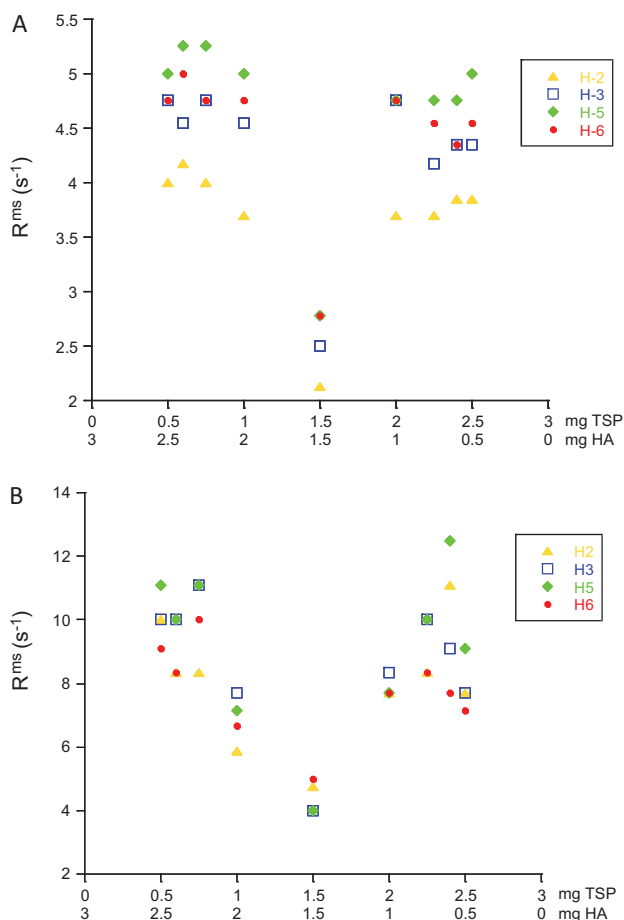 A
5.5
5
4.5
4
3.5
3
2.5
2
R^ms (s^-1)
H-2
H-3
H-5
H-6
0 0.5 1 1.5 2 2.5 3 mg TSP
3 2.5 2 1.5 1 0.5 0 mg HA
B
14
12
10
8
6
4
2
R^ms (s^-1)
H2
H3
H5
H6
0 0.5 1 1.5 2 2.5 3 mg TSP
3 2.5 2 1.5 1 0.5 0 mg HA